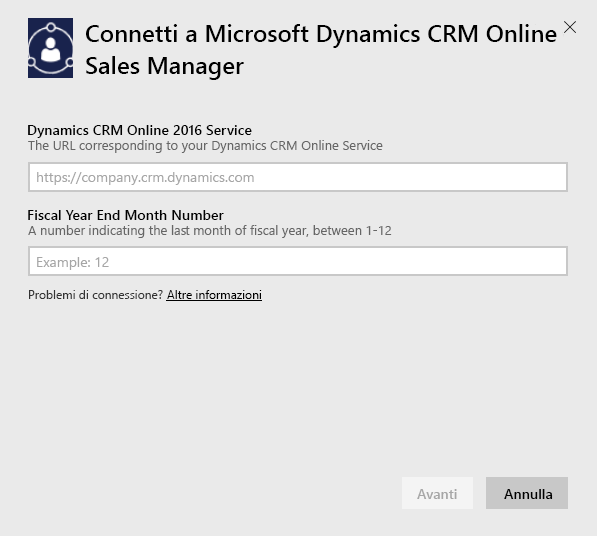 Connetti a Microsoft Dynamics CRM Online
Sales Manager
Dynamics CRM Online 2016 Service
The URL corresponding to your Dynamics CRM Online Service
https://company.crm.dynamics.com
Fiscal Year End Month Number
A number indicating the last month of fiscal year, between 1-12
Example: 12
Problemi di connessione? Altre informazioni
Avanti
Annulla